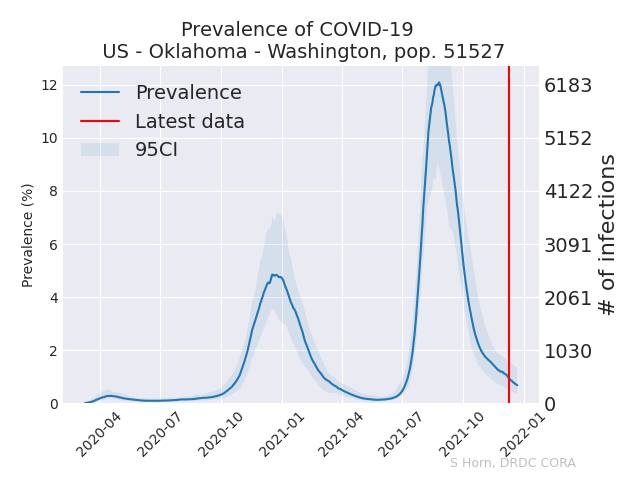 Prevalence of COVID-19
US - Oklahoma - Washington, pop. 51527
Prevalence
Latest data
95CI
Prevalence (%)
12
10
8
6
4
2
0
6183
5152
4122
3091
2061
1030
0
# of infections
2020-04
2020-07
2020-10
2021-01
2021-04
2021-07
2021-10
2022-01
S Horn, DRDC CORA